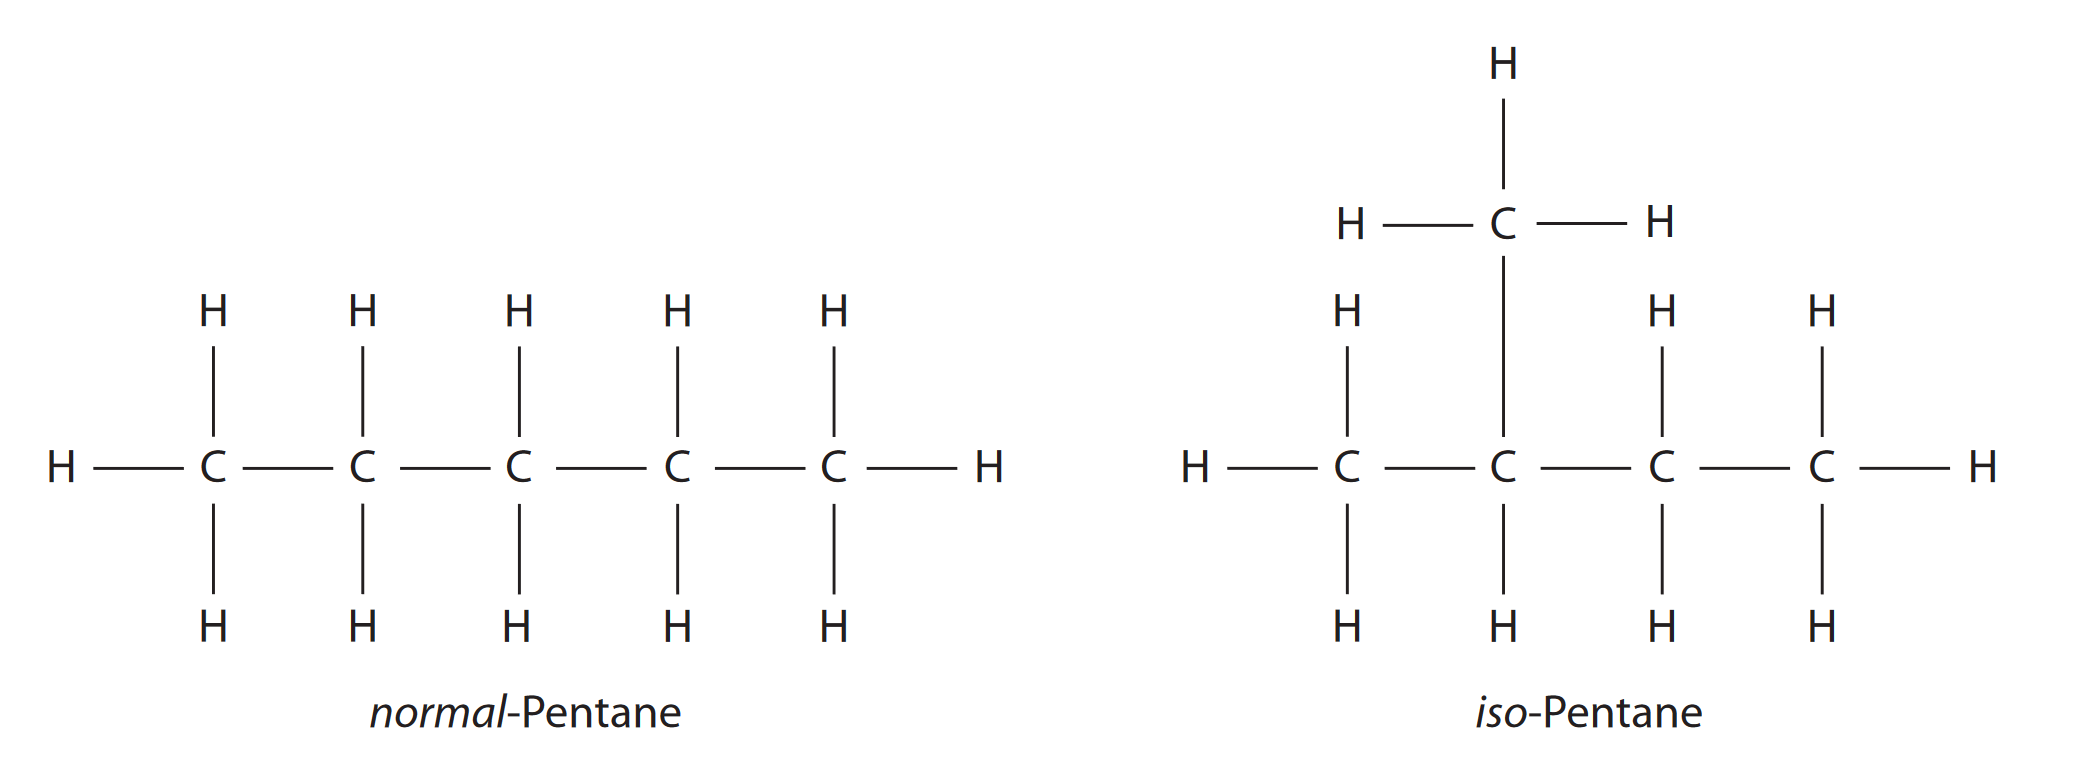 H
H C H
H H H H H H H H
H C C C C C H H C C C C H
H H H H H H H H H
normal-Pentane iso-Pentane